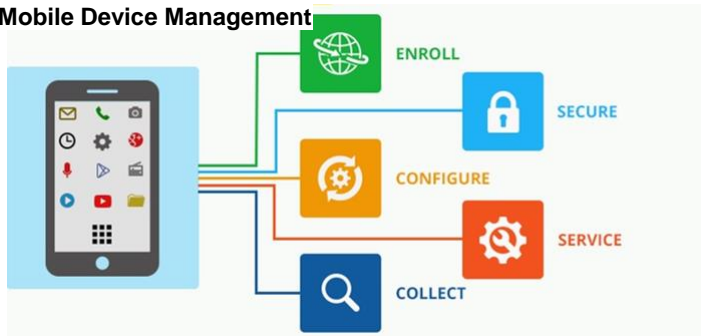 Mobile Device Management
ENROLL
SECURE
CONFIGURE
SERVICE
COLLECT